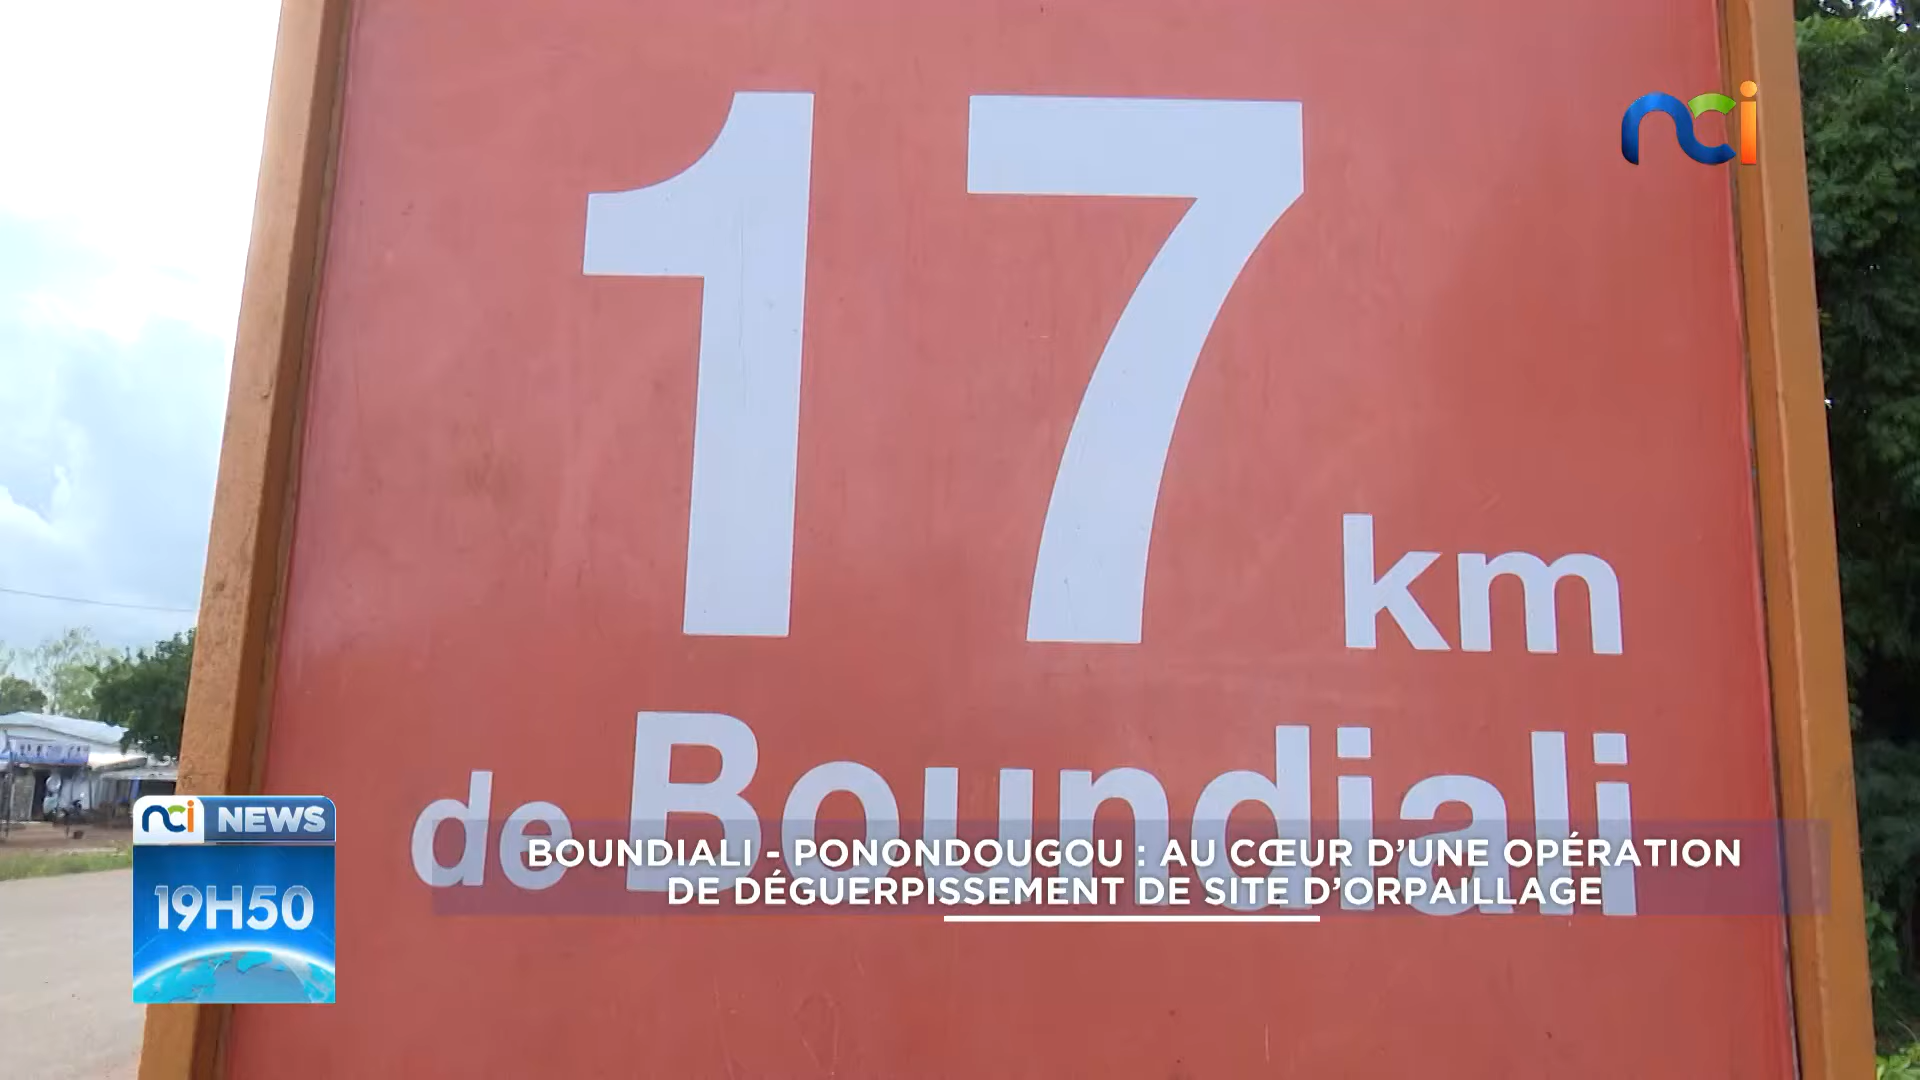 nci
17 km
de Boundiali
nci NEWS
19H50
BOUNDIALI - PONONDOUGOU : AU CŒUR D’UNE OPÉRATION
DE DÉGUERPISSEMENT DE SITE D’ORPAILLAGE